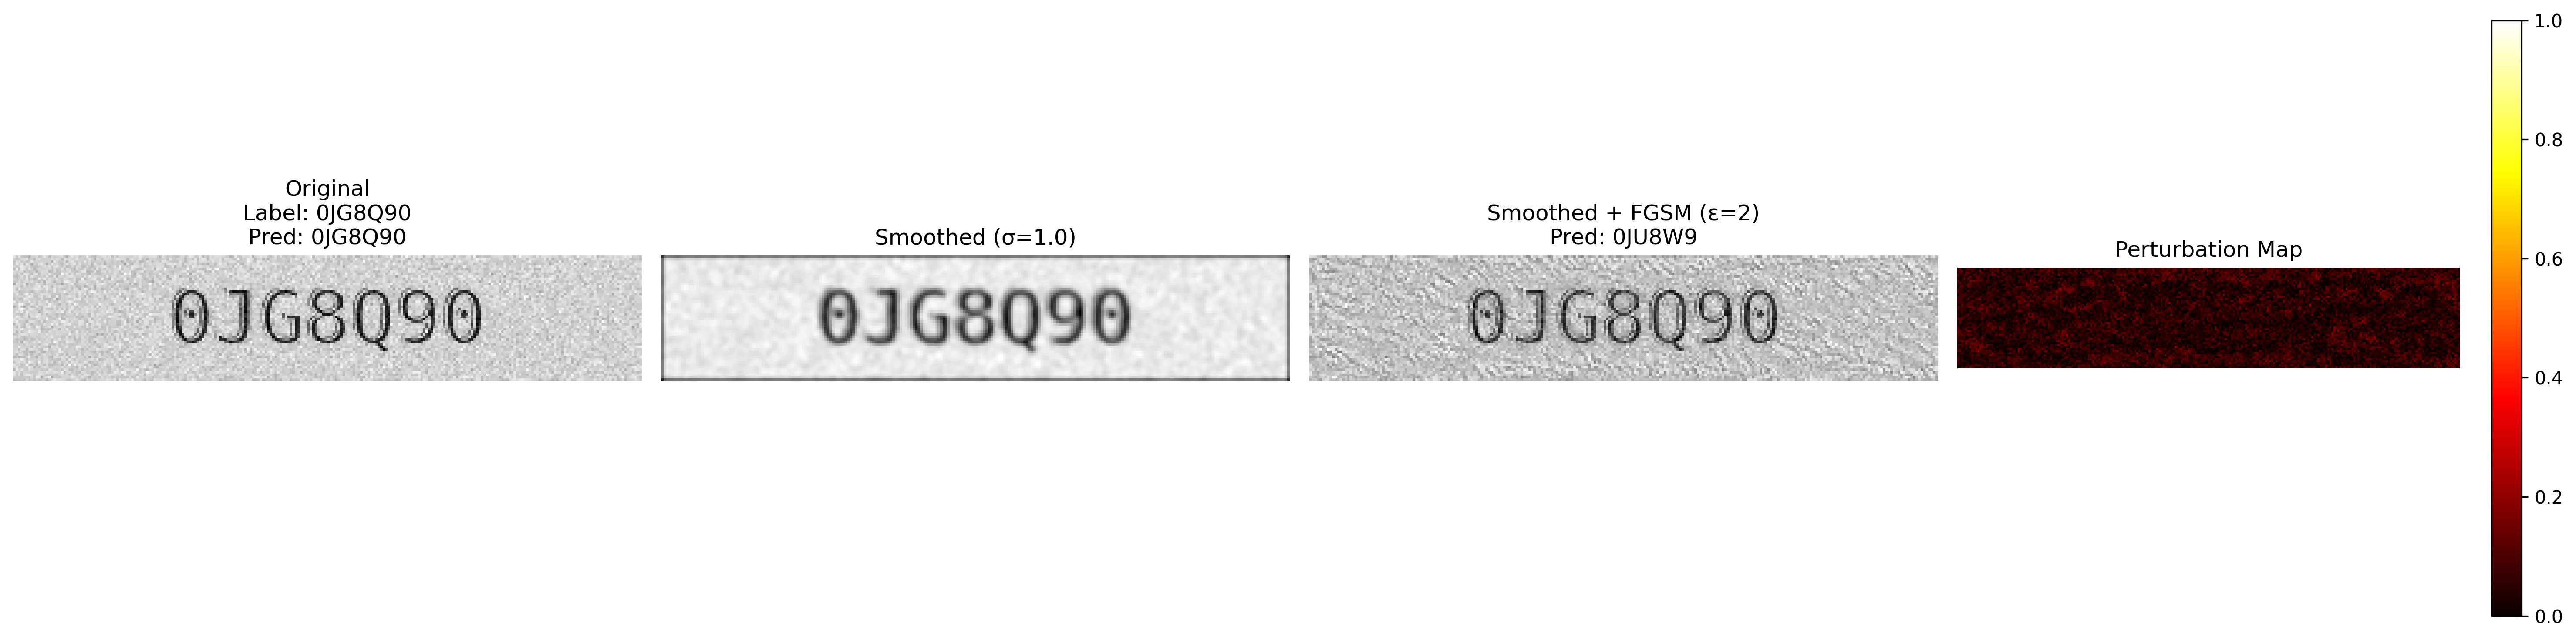 Original
Label: 0JG8Q90
Pred: 0JG8Q90
0JG8Q90
Smoothed (σ=1.0)
0JG8Q90
Smoothed + FGSM (ε=2)
Pred: 0JU8W9
0JG8Q90
Perturbation Map
1.0
0.8
0.6
0.4
0.2
0.0